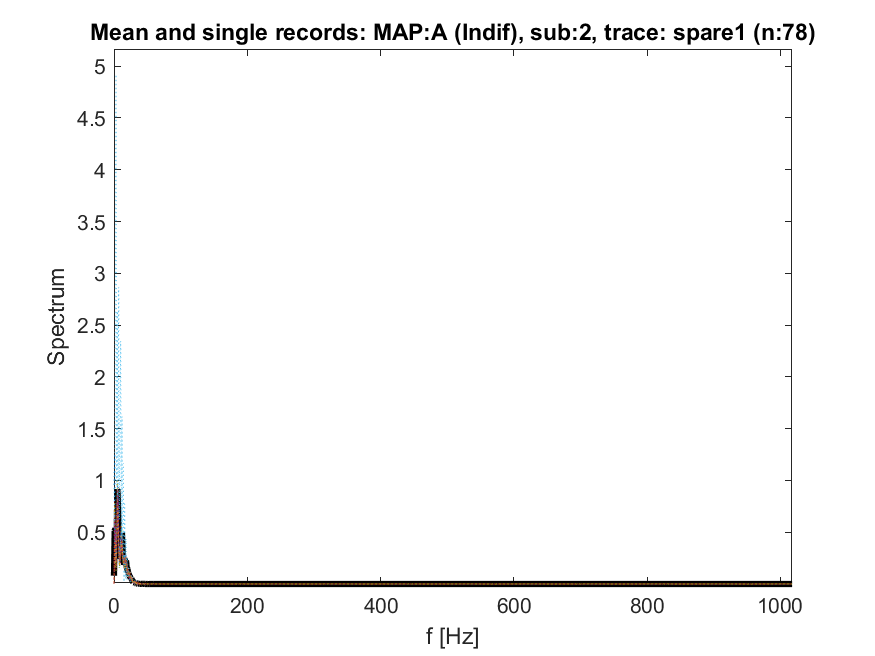 Mean and single records: MAP:A (Indif), sub:2, trace: spare1 (n:78)
5
4.5
4
3.5
3
2.5
2
1.5
1
0.5
Spectrum
0 200 400 600 800 1000
f [Hz]